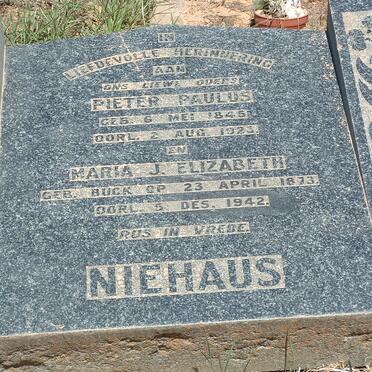 IN
LIEFDEVOLLE HERINNERING
AAN
ONS LIEWE OUERS
PIETER PAULUS
GEB. 6 MEI 1845
OORL. 2 AUG. 1923.
EN
MARIA J. ELIZABETH
GEB. BUCK OP 23 APRIL 1873.
OORL. 5. DES. 1942.
RUS IN VREDE.
NIEHAUS